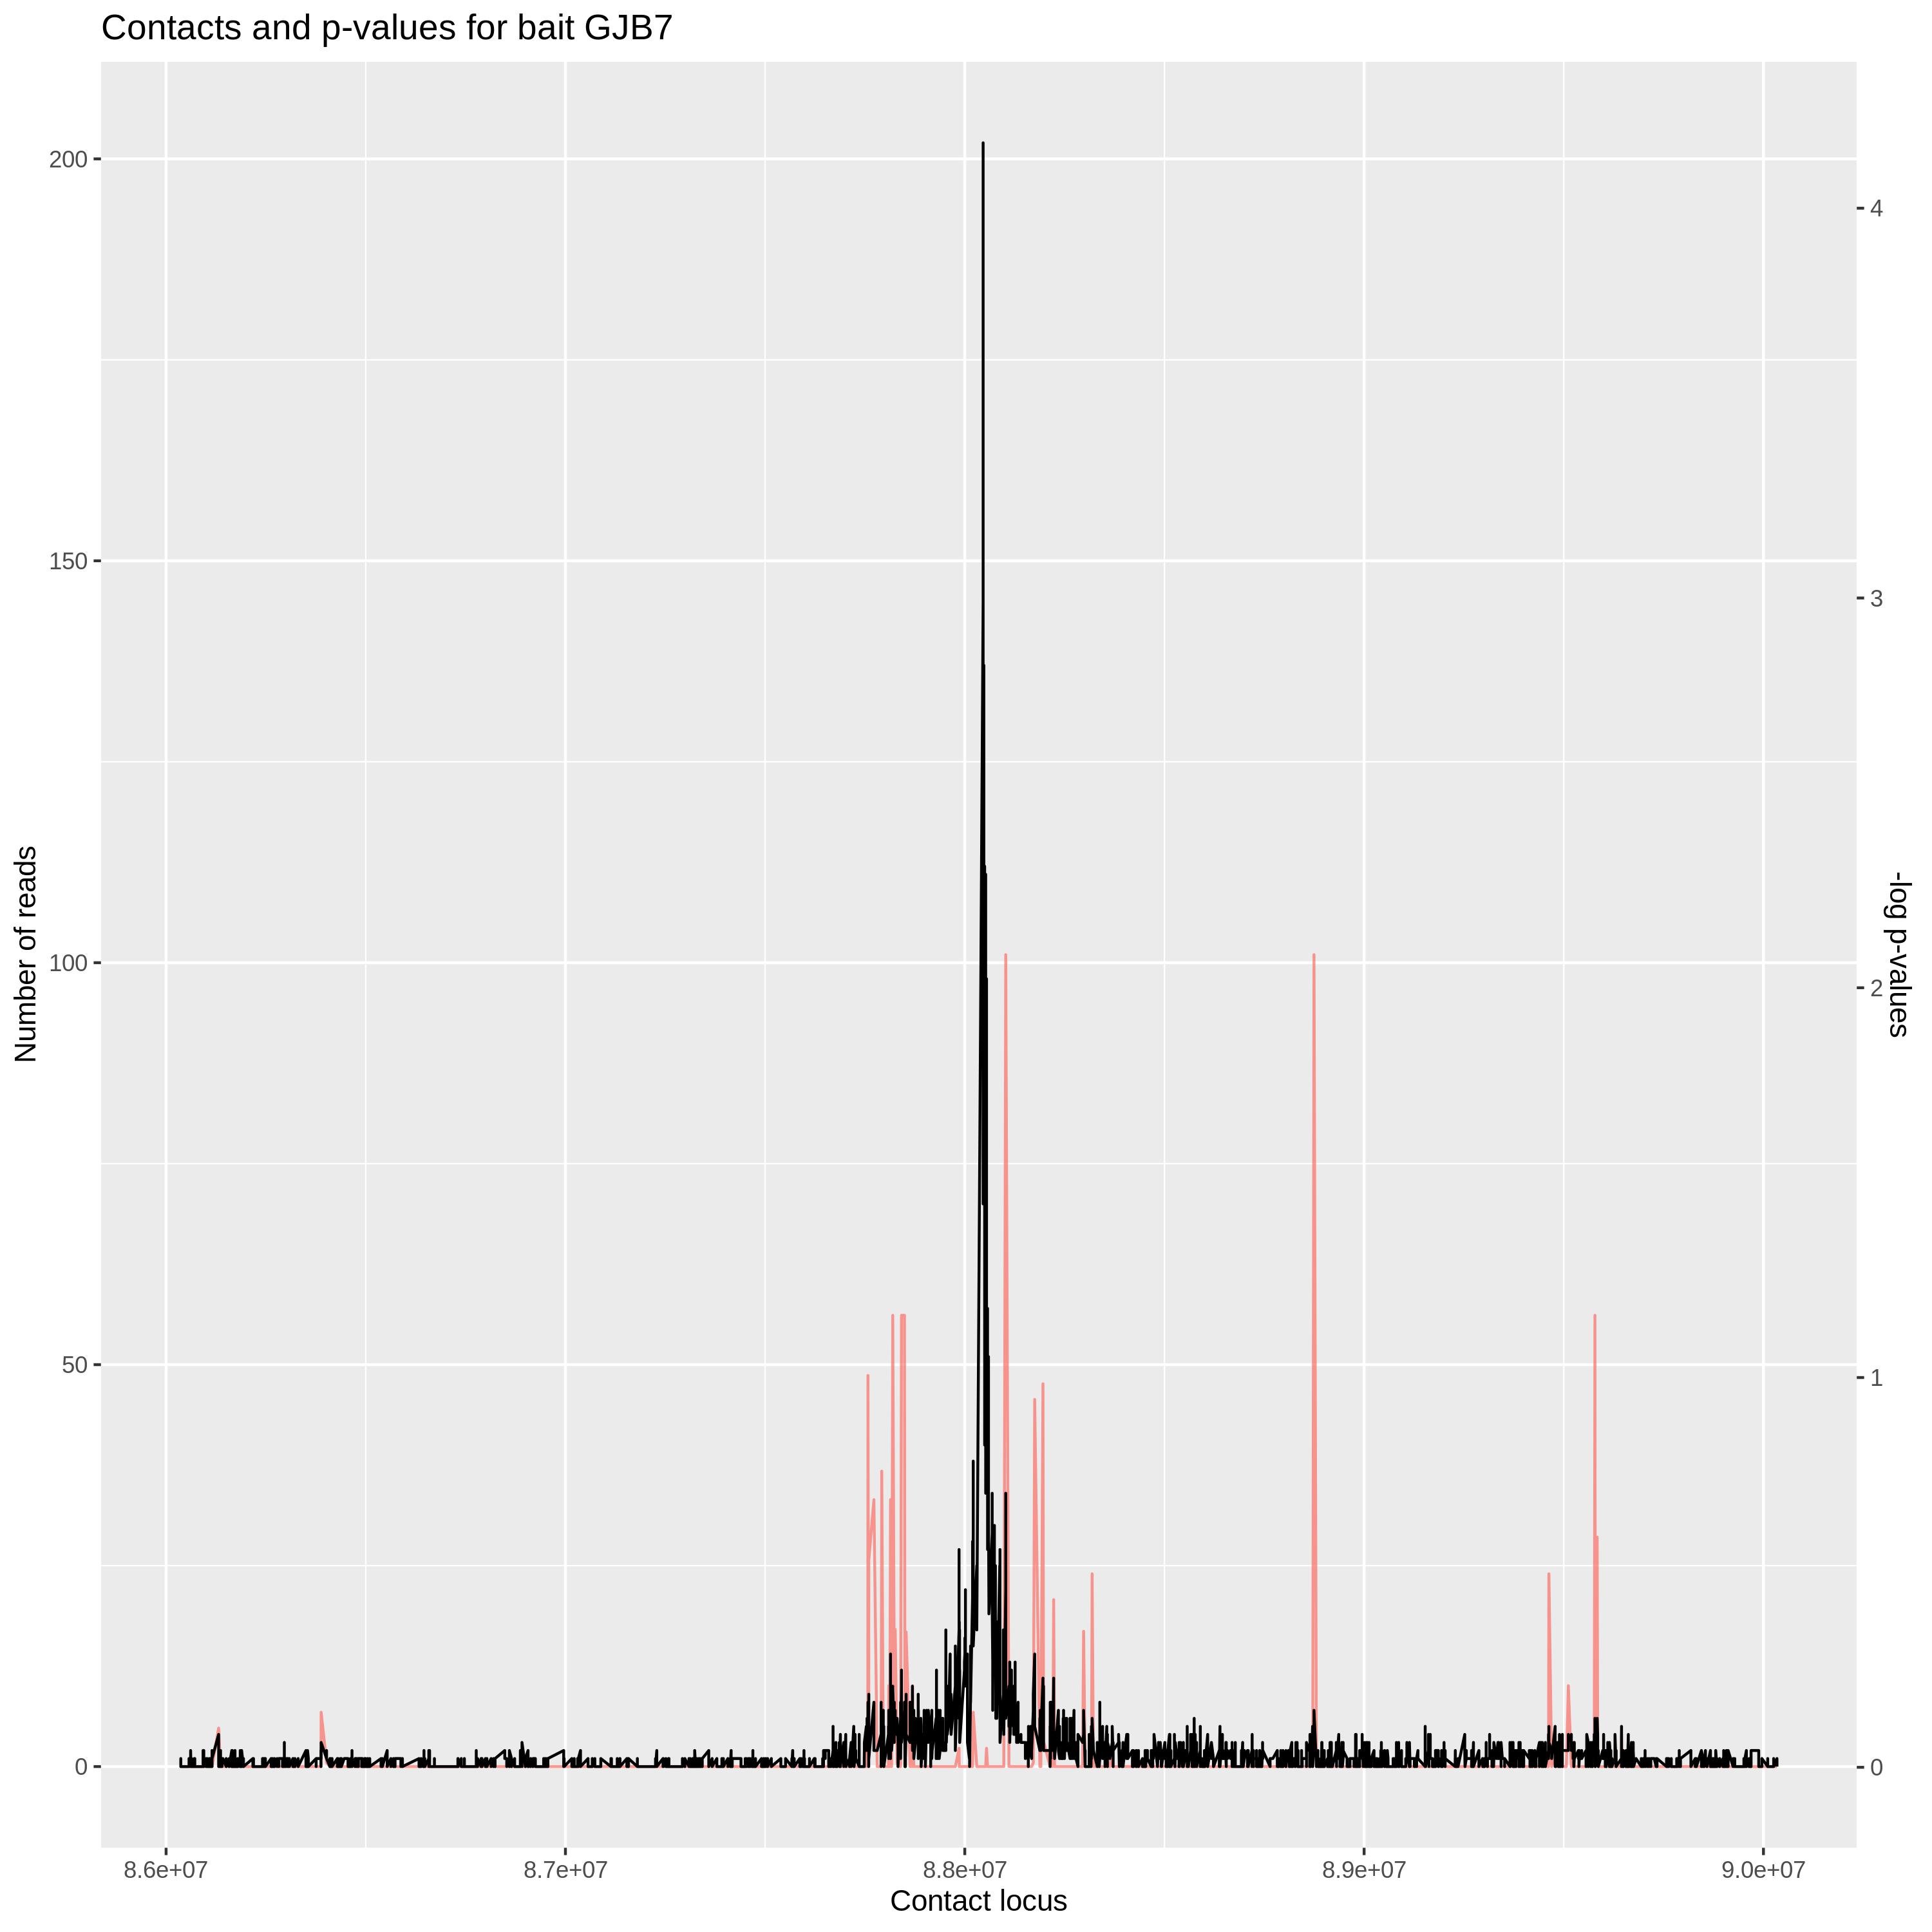 Contacts and p-values for bait GJB7
200
150
100
50
0
Number of reads
4
3
2
1
0
-log p-values
8.6e+07 8.7e+07 8.8e+07 8.9e+07 9.0e+07
Contact locus